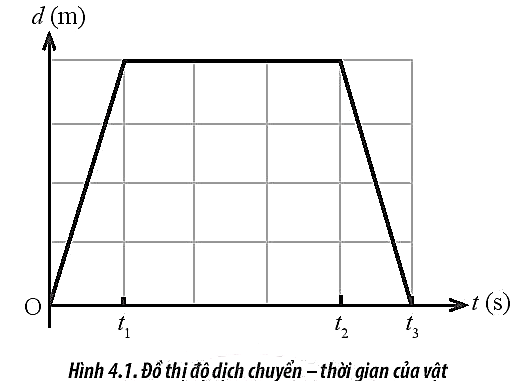 d (m)
O
t₁
t₂
t₃
t (s)
Hình 4.1. Đồ thị độ dịch chuyển – thời gian của vật